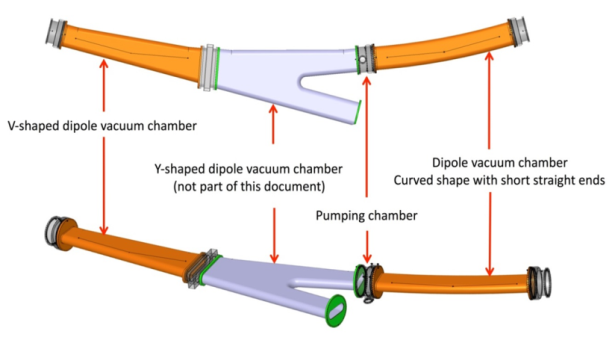 V-shaped dipole vacuum chamber
Y-shaped dipole vacuum chamber
(not part of this document)
Pumping chamber
Dipole vacuum chamber
Curved shape with short straight ends